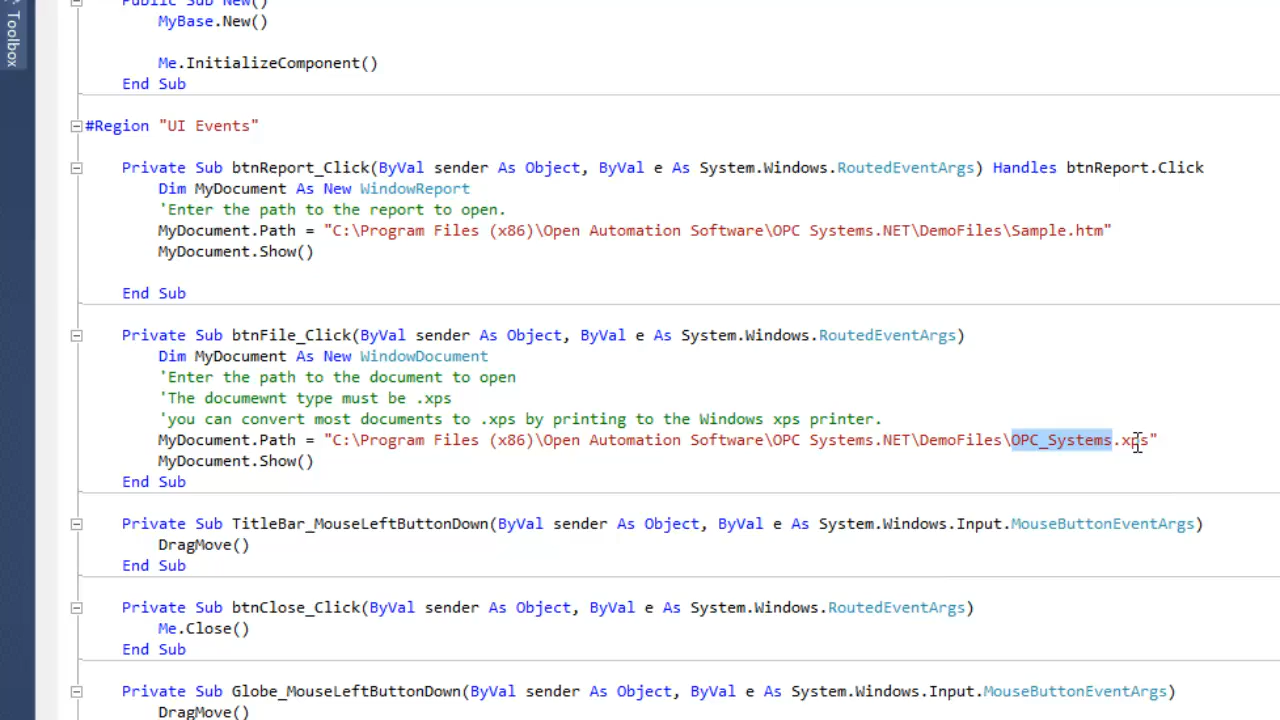 Toolbox
Public Sub New()
MyBase.New()
Me.InitializeComponent()
End Sub
#Region "UI Events"
Private Sub btnReport_Click(ByVal sender As Object, ByVal e As System.Windows.RoutedEventArgs) Handles btnReport.Click
Dim MyDocument As New WindowReport
'Enter the path to the report to open.
MyDocument.Path = "C:\Program Files (x86)\Open Automation Software\OPC Systems.NET\DemoFiles\Sample.htm"
MyDocument.Show()
End Sub
Private Sub btnFile_Click(ByVal sender As Object, ByVal e As System.Windows.RoutedEventArgs)
Dim MyDocument As New WindowDocument
'Enter the path to the document to open
'The documewnt type must be .xps
'you can convert most documents to .xps by printing to the Windows xps printer.
MyDocument.Path = "C:\Program Files (x86)\Open Automation Software\OPC Systems.NET\DemoFiles\OPC_Systems.xps"
MyDocument.Show()
End Sub
Private Sub TitleBar_MouseLeftButtonDown(ByVal sender As Object, ByVal e As System.Windows.Input.MouseButtonEventArgs)
DragMove()
End Sub
Private Sub btnClose_Click(ByVal sender As Object, ByVal e As System.Windows.RoutedEventArgs)
Me.Close()
End Sub
Private Sub Globe_MouseLeftButtonDown(ByVal sender As Object, ByVal e As System.Windows.Input.MouseButtonEventArgs)
DragMove()